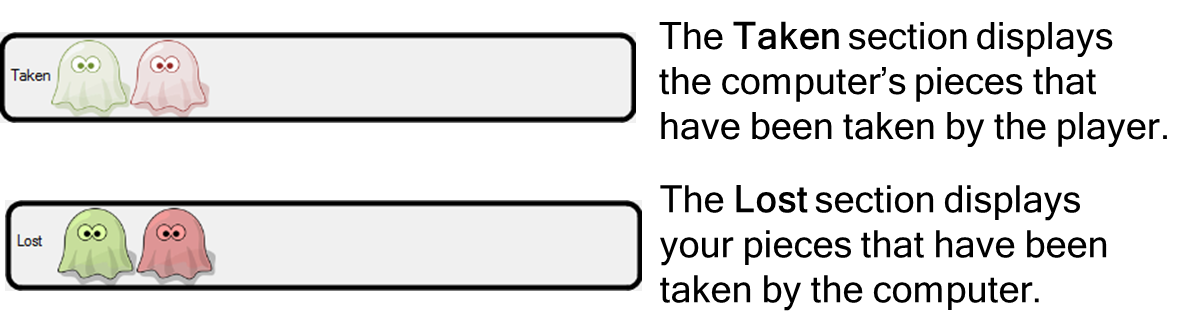 Taken
The Taken section displays
the computer’s pieces that
have been taken by the player.
Lost
The Lost section displays
your pieces that have been
taken by the computer.